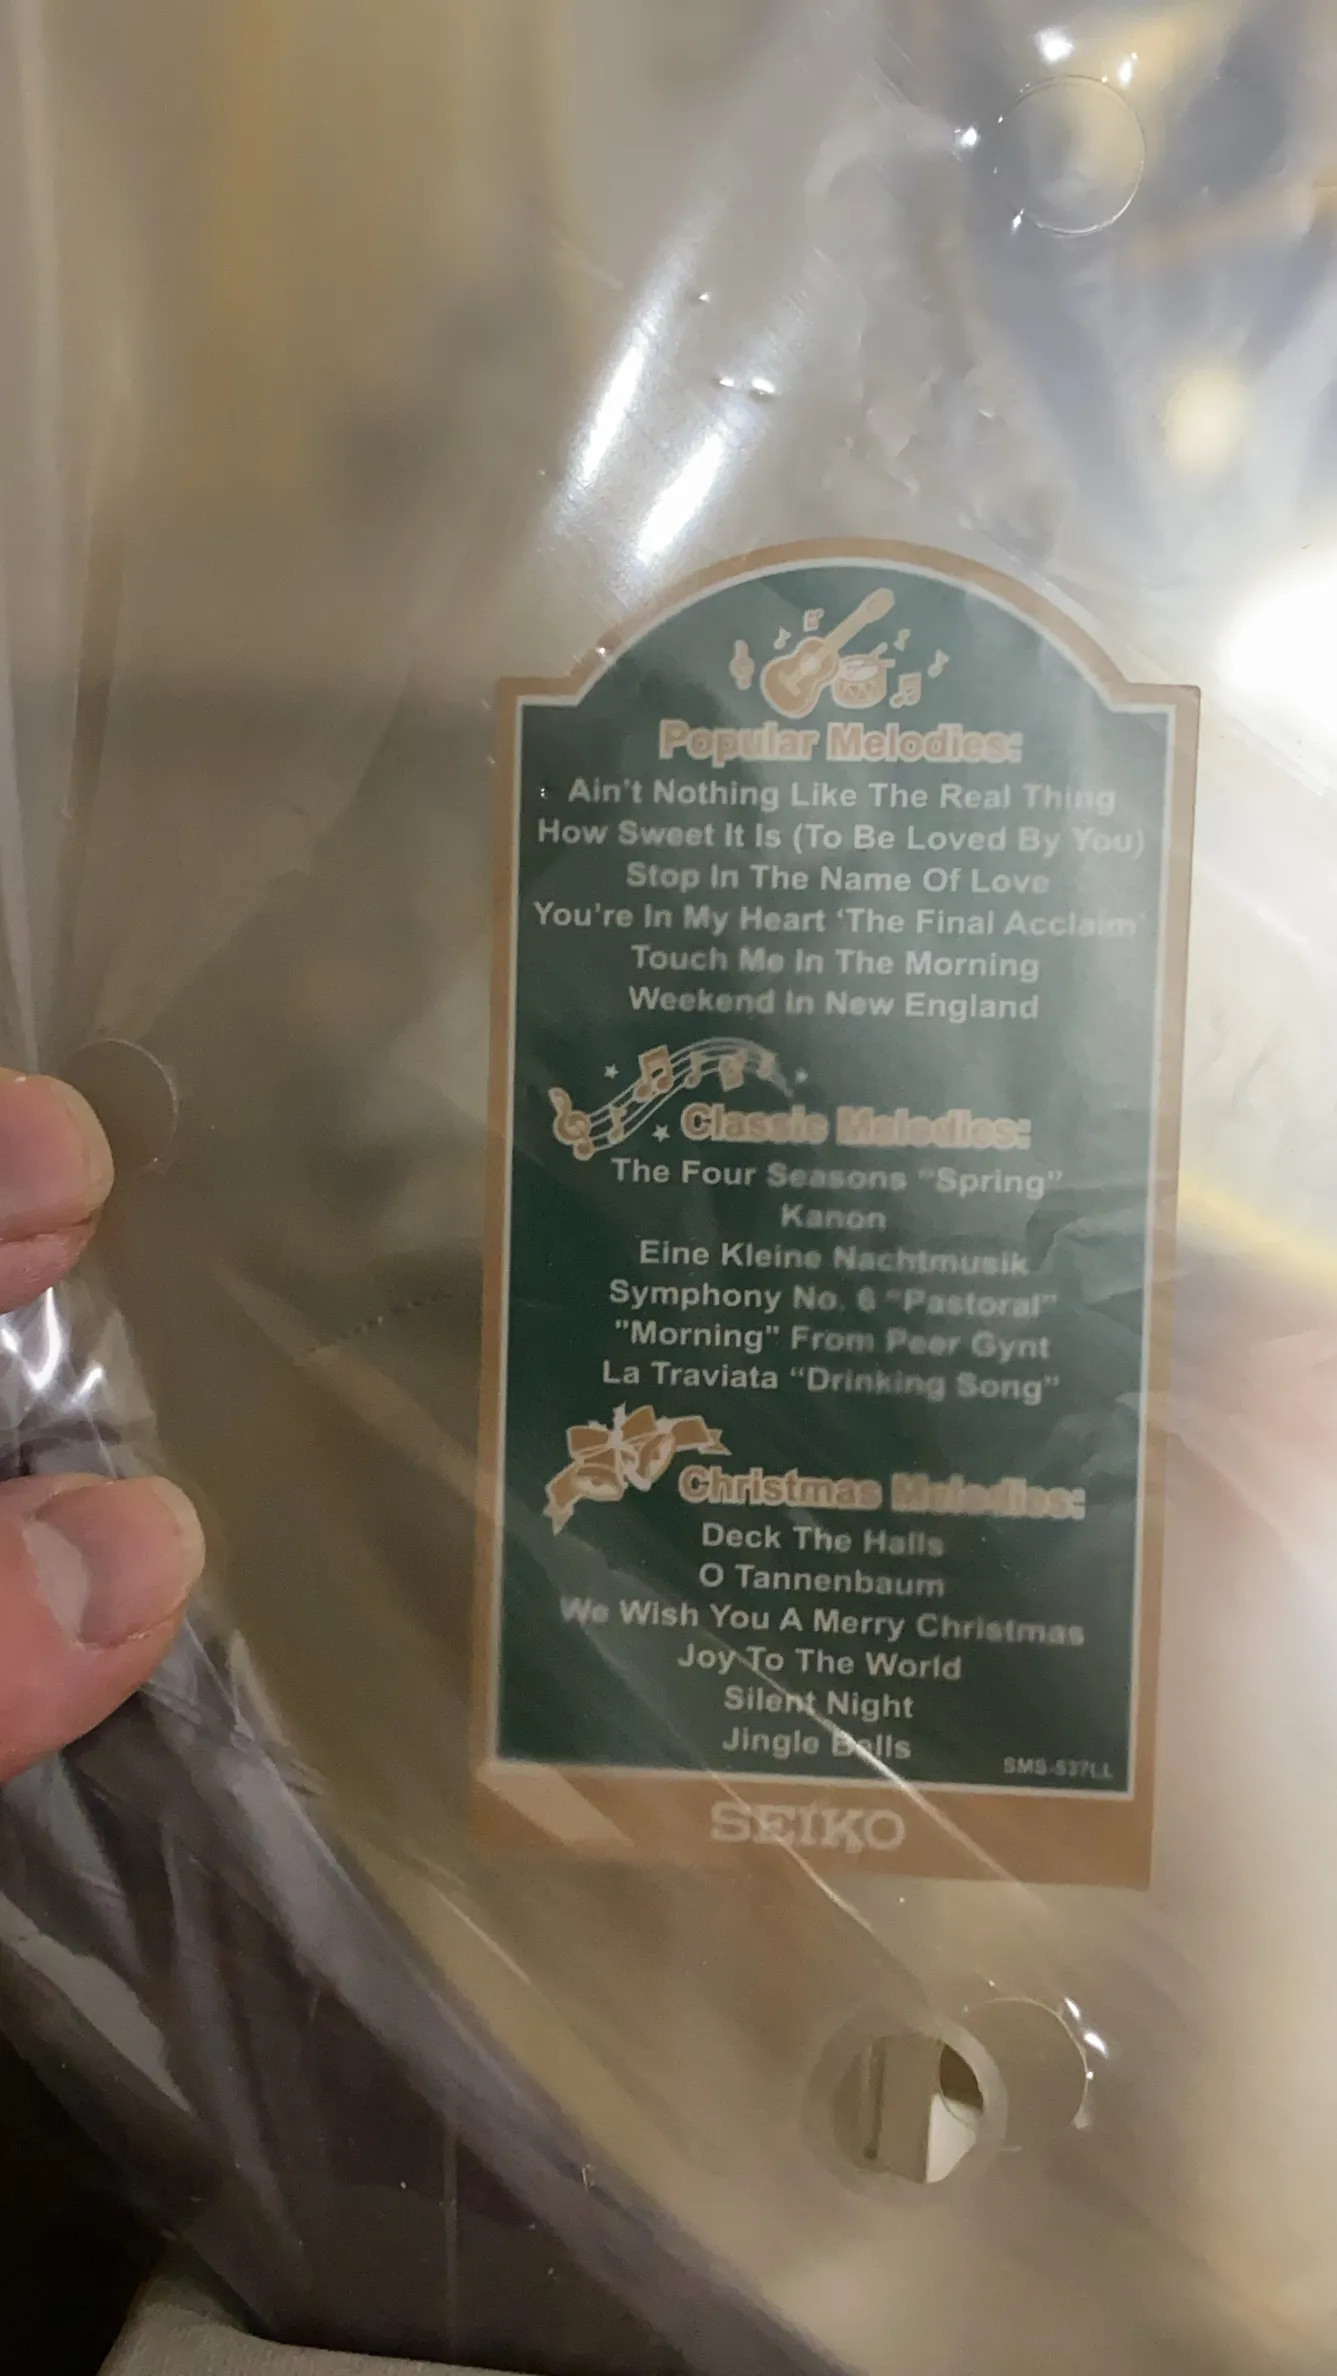 Popular Melodies:
Ain't Nothing Like The Real Thing
How Sweet It Is (To Be Loved By You)
Stop In The Name Of Love
You're In My Heart 'The Final Acclaim'
Touch Me In The Morning
Weekend In New England
Classic Melodies:
The Four Seasons "Spring"
Kanon
Eine Kleine Nachtmusik
Symphony No. 6 "Pastoral"
"Morning" From Peer Gynt
La Traviata "Drinking Song"
Christmas Melodies:
Deck The Halls
O Tannenbaum
We Wish You A Merry Christmas
Joy To The World
Silent Night
Jingle Bells
SMS-537LL
SEIKO